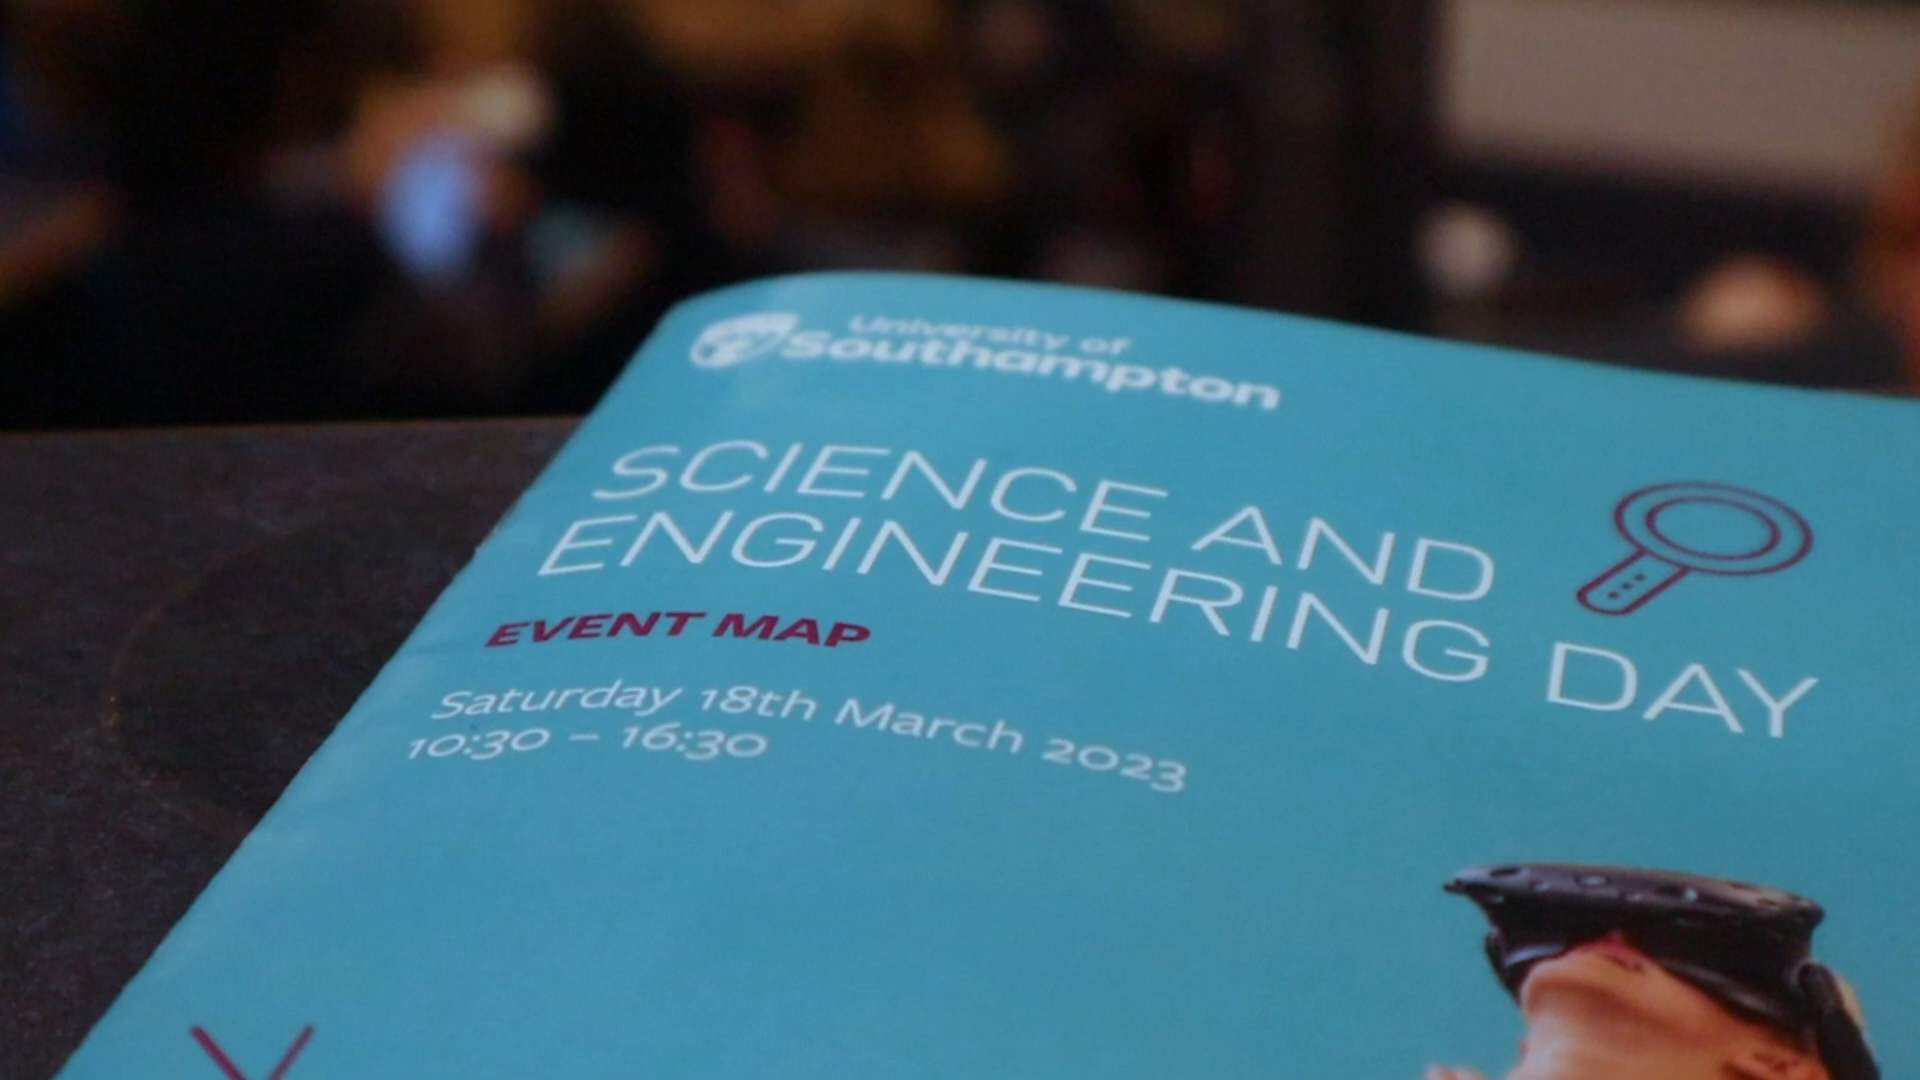 University of
Southampton
SCIENCE AND
ENGINEERING DAY
EVENT MAP
Saturday 18th March 2023
10:30 – 16:30